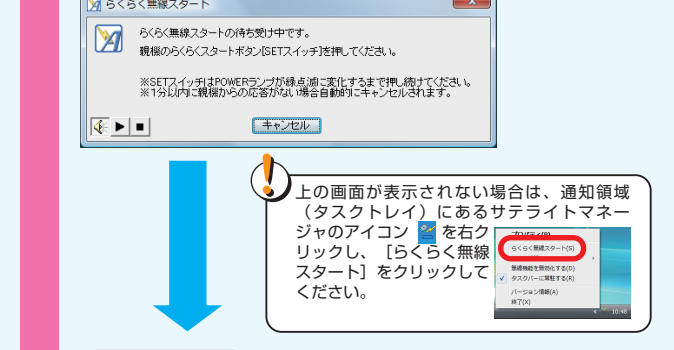 らくらく無線スタート
らくらく無線スタートの待ち受け中です。
親機のらくらくスタートボタン[SETスイッチ]を押してください。
※SETスイッチはPOWERランプが緑点滅に変化するまで押し続けてください。
※1分以内に親機からの応答がない場合自動的にキャンセルされます。
キャンセル
上の画面が表示されない場合は、通知領域
（タスクトレイ）にあるサテライトマネー
ジャのアイコン を右ク
リックし、［らくらく無線
スタート］をクリックして
ください。
プロパティ(P)
らくらく無線スタート(S)
無線機能を無効化する(D)
タスクバーに常駐する(R)
バージョン情報(A)
終了(X)
10:48